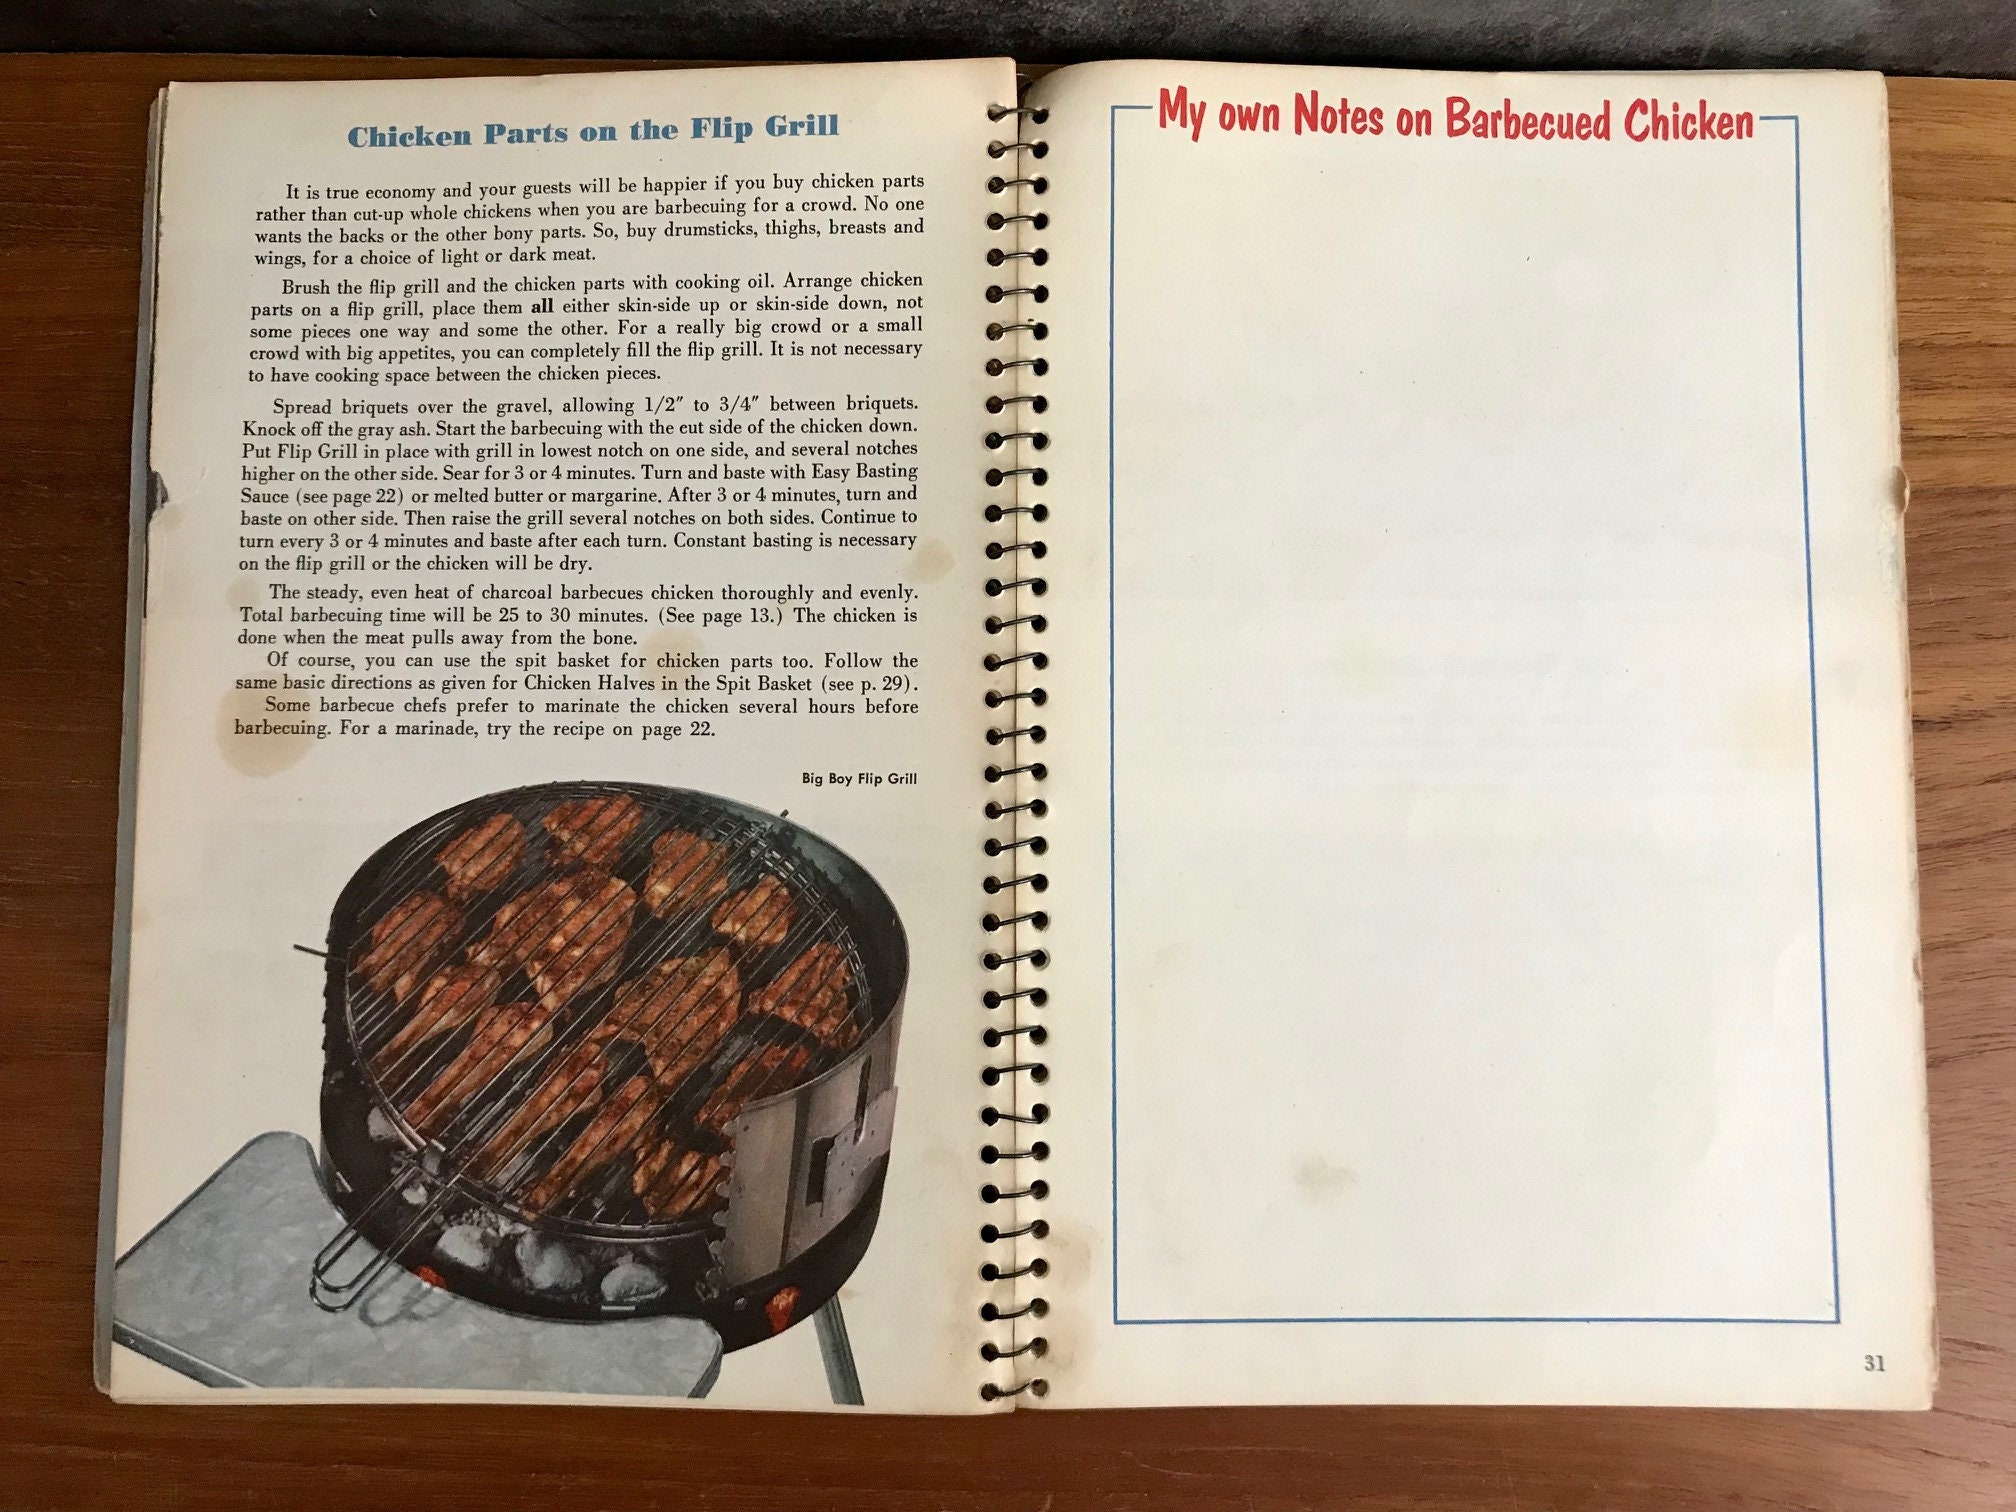 Chicken Parts on the Flip Grill
It is true economy and your guests will be happier if you buy chicken parts
rather than cut-up whole chickens when you are barbecuing for a crowd. No one
wants the backs or the other bony parts. So, buy drumsticks, thighs, breasts and
wings, for a choice of light or dark meat.
Brush the flip grill and the chicken parts with cooking oil. Arrange chicken
parts on a flip grill, place them all either skin-side up or skin-side down, not
some pieces one way and some the other. For a really big crowd or a small
crowd with big appetites, you can completely fill the flip grill. It is not necessary
to have cooking space between the chicken pieces.
Spread briquets over the gravel, allowing 1/2" to 3/4" between briquets.
Knock off the gray ash. Start the barbecuing with the cut side of the chicken down.
Put Flip Grill in place with grill in lowest notch on one side, and several notches
higher on the other side. Sear for 3 or 4 minutes. Turn and baste with Easy Basting
Sauce (see page 22) or melted butter or margarine. After 3 or 4 minutes, turn and
baste on other side. Then raise the grill several notches on both sides. Continue to
turn every 3 or 4 minutes and baste after each turn. Constant basting is necessary
on the flip grill or the chicken will be dry.
The steady, even heat of charcoal barbecues chicken thoroughly and evenly.
Total barbecuing time will be 25 to 30 minutes. (See page 13.) The chicken is
done when the meat pulls away from the bone.
Of course, you can use the spit basket for chicken parts too. Follow the
same basic directions as given for Chicken Halves in the Spit Basket (see p. 29).
Some barbecue chefs prefer to marinate the chicken several hours before
barbecuing. For a marinade, try the recipe on page 22.
Big Boy Flip Grill
My own Notes on Barbecued Chicken
31